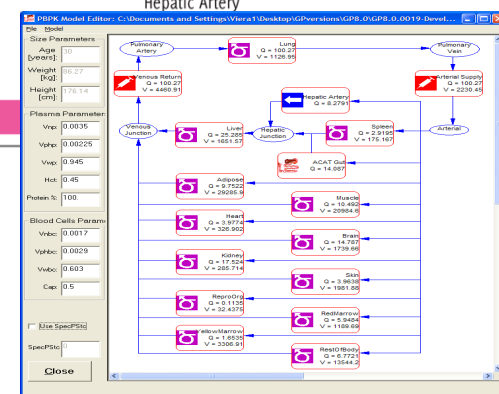 Hepatic Artery
PBPK Model Editor: C:\Documents and Settings\Viera1\Desktop\GPversions\GP8.0\GP8.0.0019-Devel...
File Model
Size Parameters
Age [years]: 30
Weight [kg]: 86.27
Height [cm]: 176.14
Plasma Parameter
Vnp: 0.0035
Vphp: 0.00225
Vwp: 0.945
Hct: 0.45
Protein %: 100.
Blood Cells Param
Vnbc: 0.0017
Vphbc: 0.0029
Vwbc: 0.603
Cap: 0.5
Use SpecPStc
SpecPStc 0
Close
Pulmonary Artery
Lung
Q = 100.27
V = 1126.95
Pulmonary Vein
Venous Return
Q = 100.27
V = 4460.91
Arterial Supply
Q = 100.27
V = 2230.45
Hepatic Artery
Q = 8.2791
Venous Junction
Liver
Q = 25.285
V = 1651.57
Hepatic Junction
Spleen
Q = 2.9195
V = 175.167
Arterial
ACAT Gut
Q = 14.087
Adipose
Q = 9.7522
V = 29285.9
Muscle
Q = 10.492
V = 20984.6
Heart
Q = 3.9774
V = 326.902
Brain
Q = 14.787
V = 1739.66
Kidney
Q = 17.524
V = 285.714
Skin
Q = 3.9638
V = 1981.88
ReproOrg
Q = 0.1135
V = 32.4375
RedMarrow
Q = 5.9484
V = 1189.69
YellowMarrow
Q = 1.6535
V = 3306.91
RestOfBody
Q = 6.7721
V = 13544.2